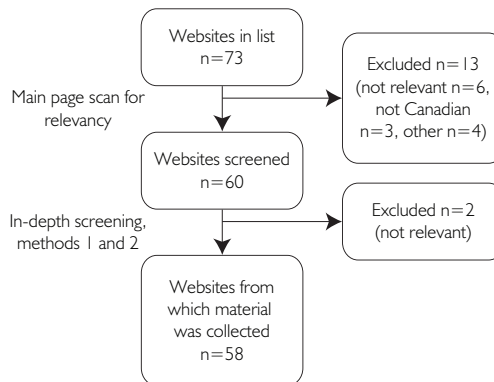 Websites in list
n=73
Main page scan for
relevancy
Excluded n=13
(not relevant n=6,
not Canadian
n=3, other n=4)
Websites screened
n=60
In-depth screening,
methods 1 and 2
Excluded n=2
(not relevant)
Websites from
which material
was collected
n=58